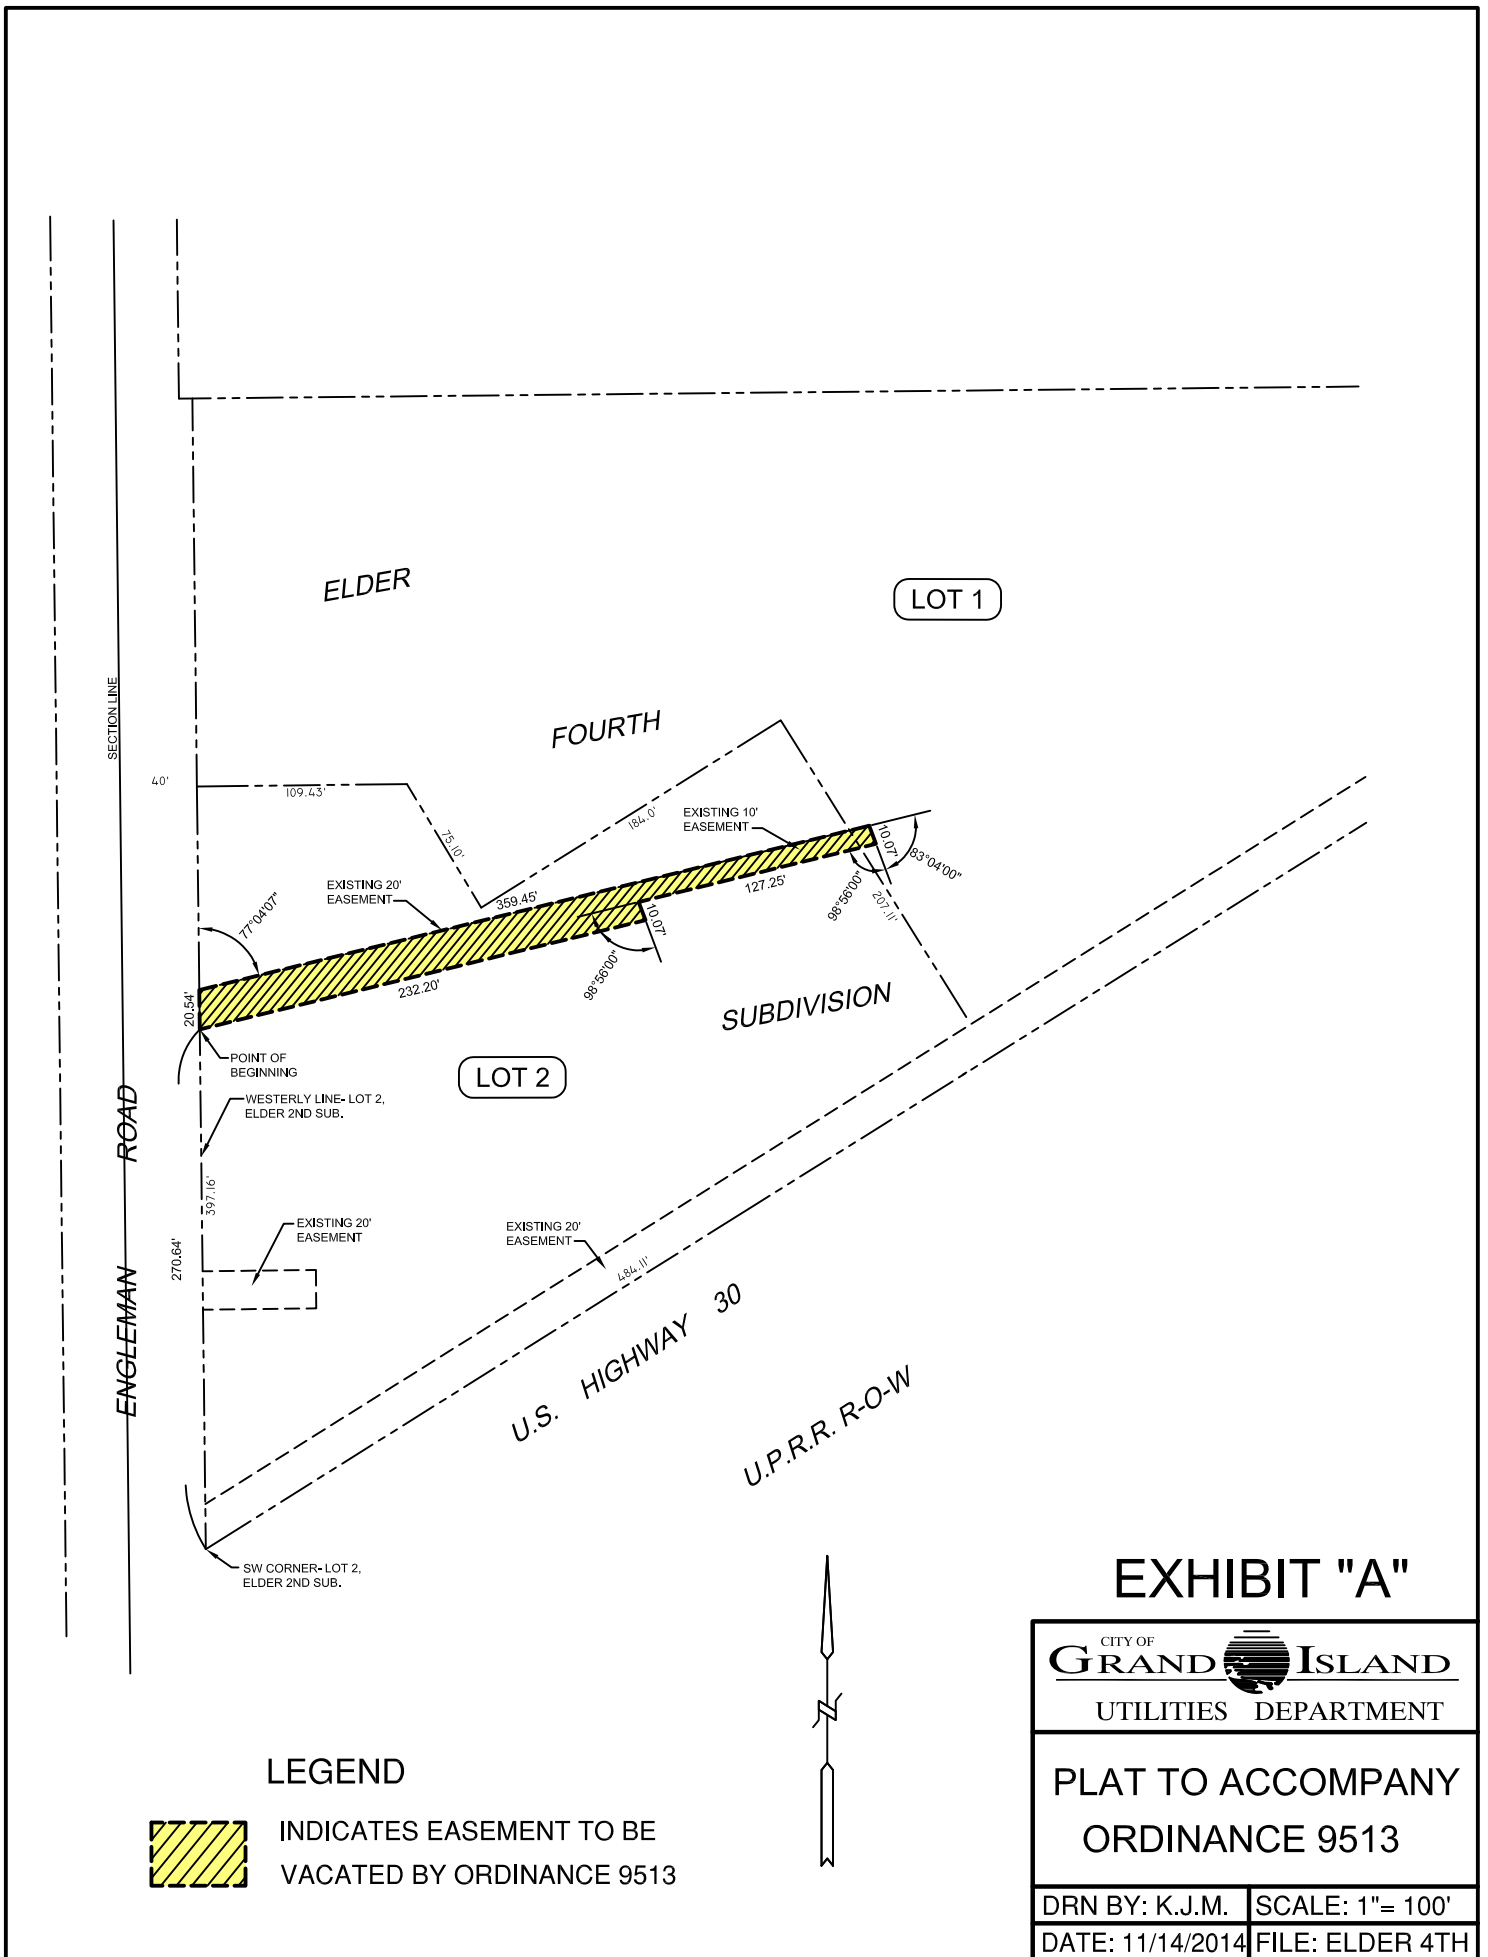 ELDER
LOT 1
SECTION LINE
FOURTH
40'
109.43'
75.10'
184.0'
EXISTING 10'
EASEMENT
10.07'
83°04'00"
98°56'00"
207.11'
127.25'
EXISTING 20'
EASEMENT
359.45'
77°04'07"
10.07'
98°56'00"
232.20'
20.54'
SUBDIVISION
POINT OF
BEGINNING
LOT 2
WESTERLY LINE- LOT 2,
ELDER 2ND SUB.
ENGLEMAN ROAD
397.16'
270.64'
EXISTING 20'
EASEMENT
EXISTING 20'
EASEMENT
484.11'
U.S. HIGHWAY 30
U.P.R.R. R-O-W
SW CORNER- LOT 2,
ELDER 2ND SUB.
N
EXHIBIT "A"
CITY OF
GRAND ISLAND
UTILITIES DEPARTMENT
PLAT TO ACCOMPANY
ORDINANCE 9513
DRN BY: K.J.M.
SCALE: 1"= 100'
DATE: 11/14/2014
FILE: ELDER 4TH
LEGEND
INDICATES EASEMENT TO BE
VACATED BY ORDINANCE 9513